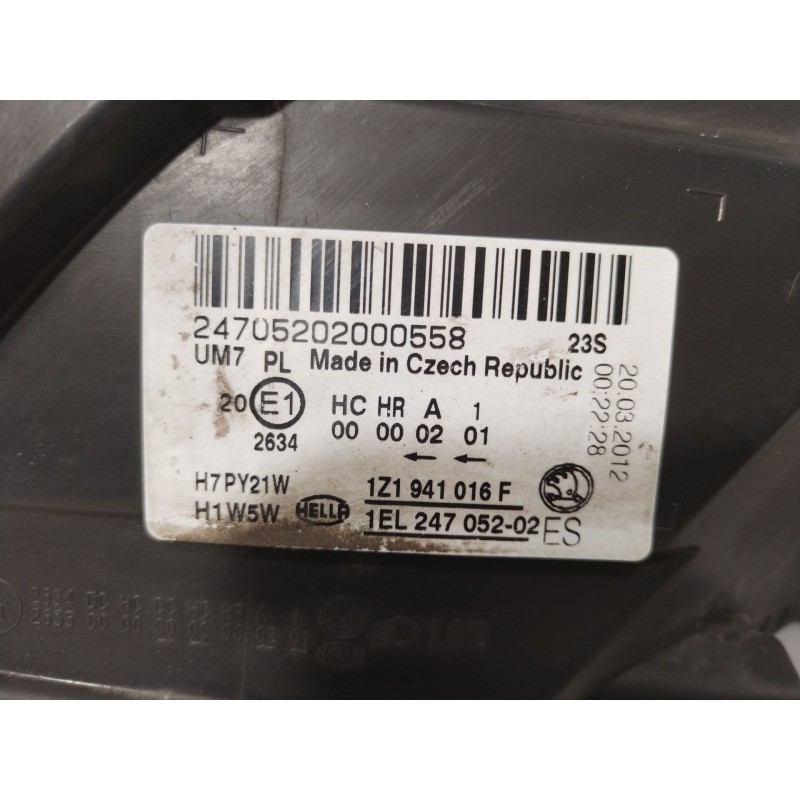 24705202000558
23S
UM7 PL Made in Czech Republic
20.03.2012
00:22:28
20 E1 HC HR A 1
2634 00 00 02 01
H7PY21W 1Z1 941 016 F
H1W5W HELLA 1EL 247 052-02 ES
HELLA